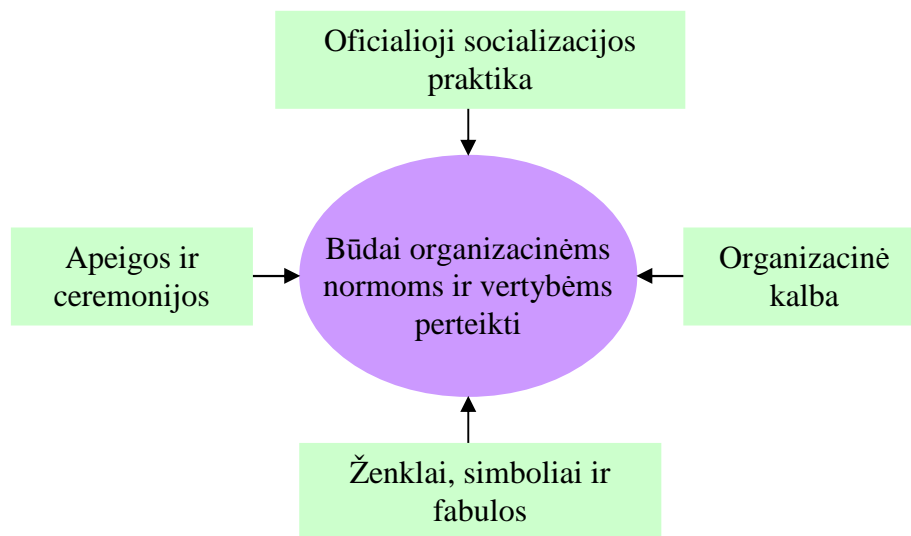 Oficialioji socializacijos
praktika
Apeigos ir
ceremonijos
Būdai organizacinėms
normoms ir vertybėms
perteikti
Organizacinė
kalba
Ženklai, simboliai ir
fabulos